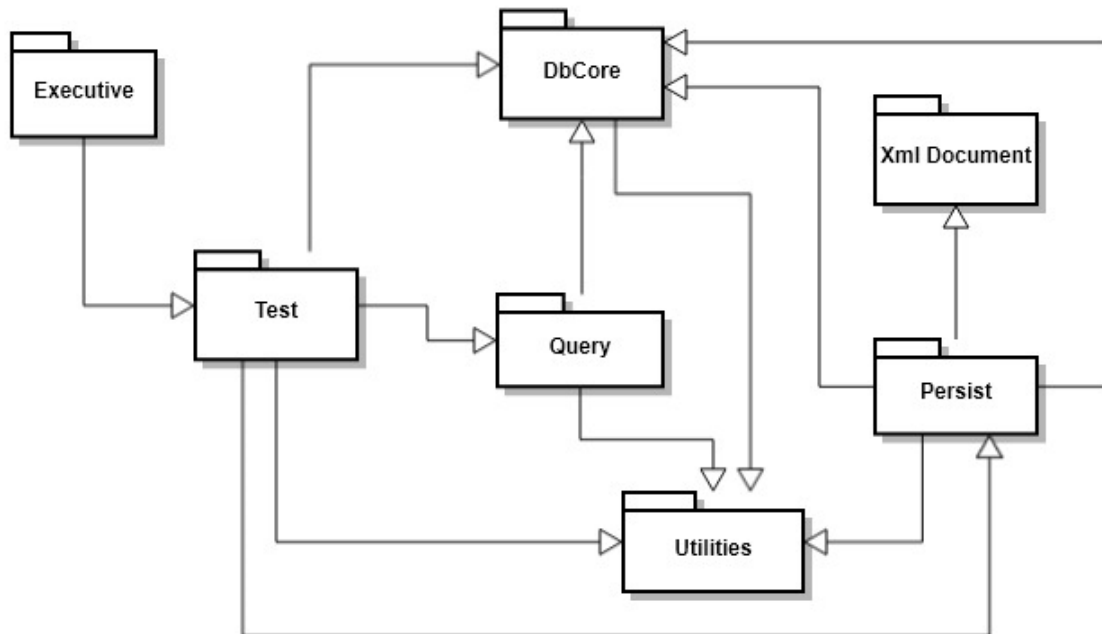 DbCore
Executive
Xml Document
Test
Query
Persist
Utilities